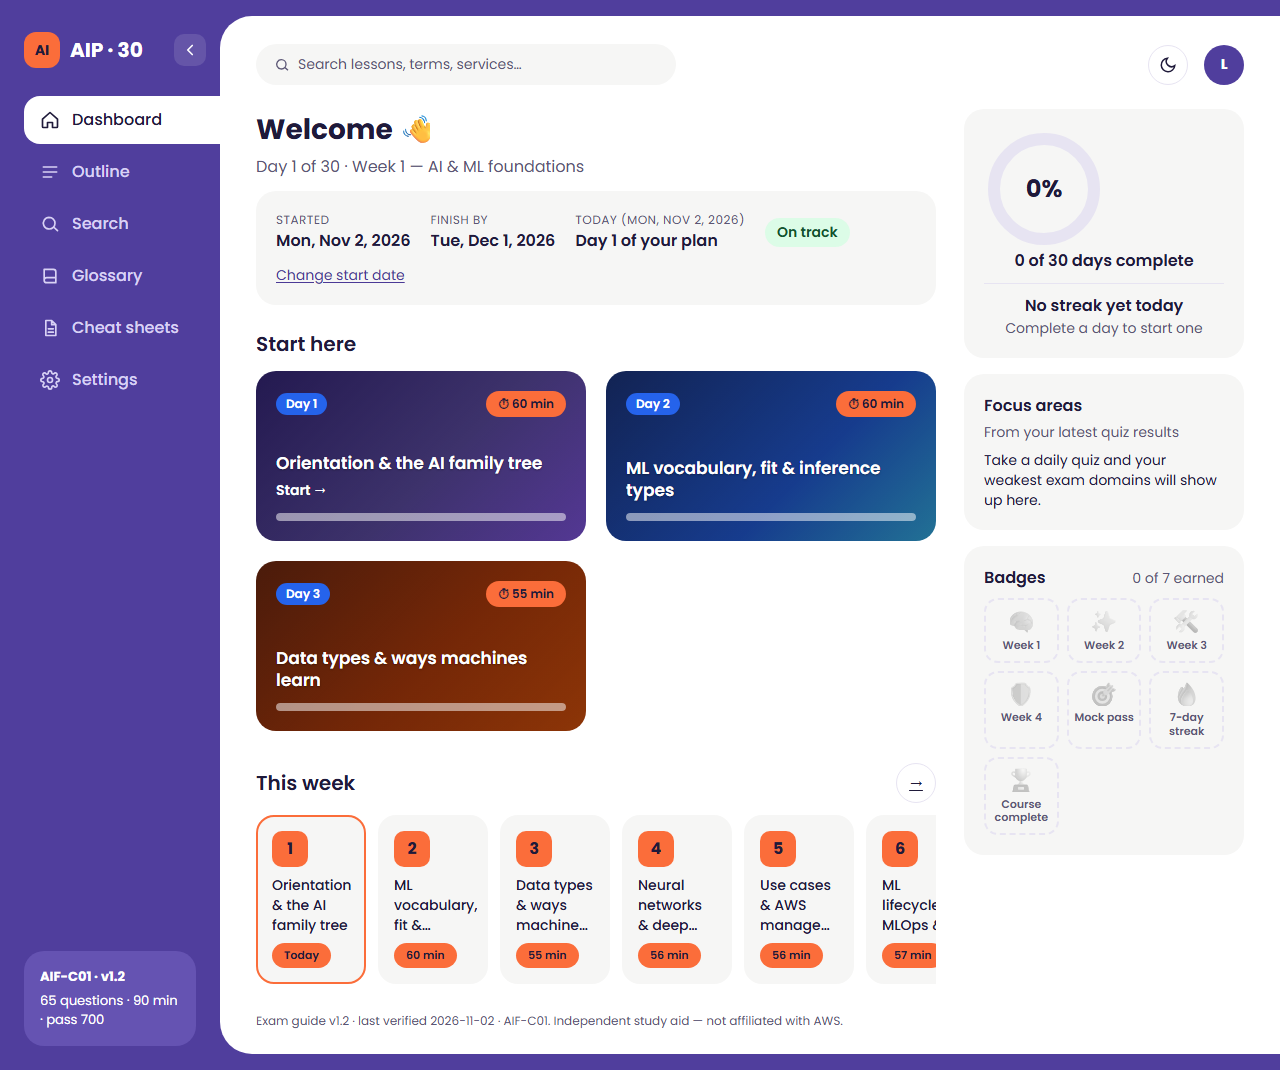 AI
AIP · 30
Dashboard
Outline
Search
Glossary
Cheat sheets
Settings
AIF-C01 · v1.2
65 questions · 90 min
· pass 700
Search lessons, terms, services...
L
Welcome 👋
Day 1 of 30 · Week 1 — AI & ML foundations
STARTED
Mon, Nov 2, 2026
FINISH BY
Tue, Dec 1, 2026
TODAY (MON, NOV 2, 2026)
Day 1 of your plan
On track
Change start date
Start here
Day 1
⏱ 60 min
Orientation & the AI family tree
Start →
Day 2
⏱ 60 min
ML vocabulary, fit & inference
types
Day 3
⏱ 55 min
Data types & ways machines
learn
This week
→
1
Orientation
& the AI
family tree
Today
2
ML
vocabulary,
fit &...
60 min
3
Data types
& ways
machine...
55 min
4
Neural
networks
& deep...
56 min
5
Use cases
& AWS
manage...
56 min
6
ML
lifecycle
MLOps &
57 min
Exam guide v1.2 · last verified 2026-11-02 · AIF-C01. Independent study aid — not affiliated with AWS.
0%
0 of 30 days complete
No streak yet today
Complete a day to start one
Focus areas
From your latest quiz results
Take a daily quiz and your
weakest exam domains will show
up here.
Badges
0 of 7 earned
Week 1
Week 2
Week 3
Week 4
Mock pass
7-day
streak
Course
complete